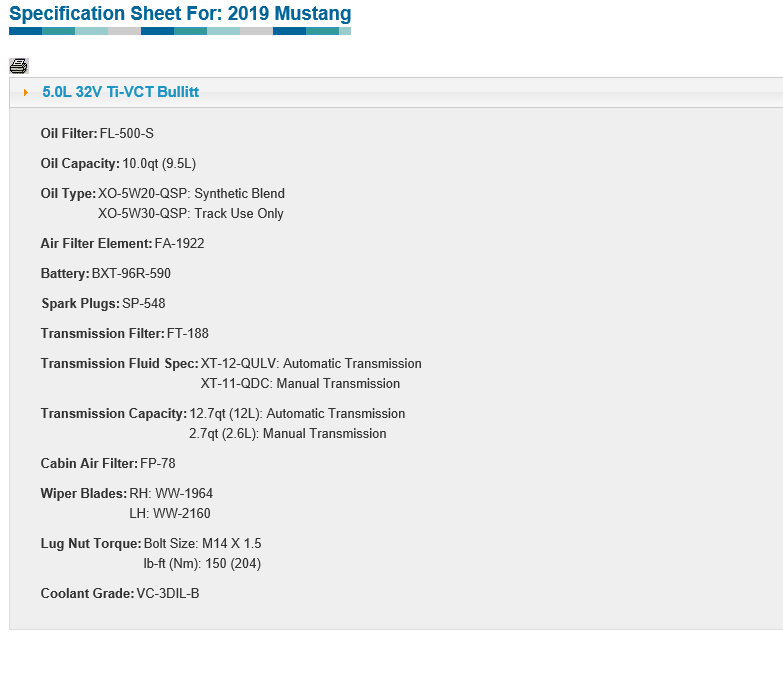 Specification Sheet For: 2019 Mustang
5.0L 32V Ti-VCT Bullitt
Oil Filter: FL-500-S
Oil Capacity: 10.0qt (9.5L)
Oil Type: XO-5W20-QSP: Synthetic Blend
XO-5W30-QSP: Track Use Only
Air Filter Element: FA-1922
Battery: BXT-96R-590
Spark Plugs: SP-548
Transmission Filter: FT-188
Transmission Fluid Spec: XT-12-QULV: Automatic Transmission
XT-11-QDC: Manual Transmission
Transmission Capacity: 12.7qt (12L): Automatic Transmission
2.7qt (2.6L): Manual Transmission
Cabin Air Filter: FP-78
Wiper Blades: RH: WW-1964
LH: WW-2160
Lug Nut Torque: Bolt Size: M14 X 1.5
lb-ft (Nm): 150 (204)
Coolant Grade: VC-3DIL-B